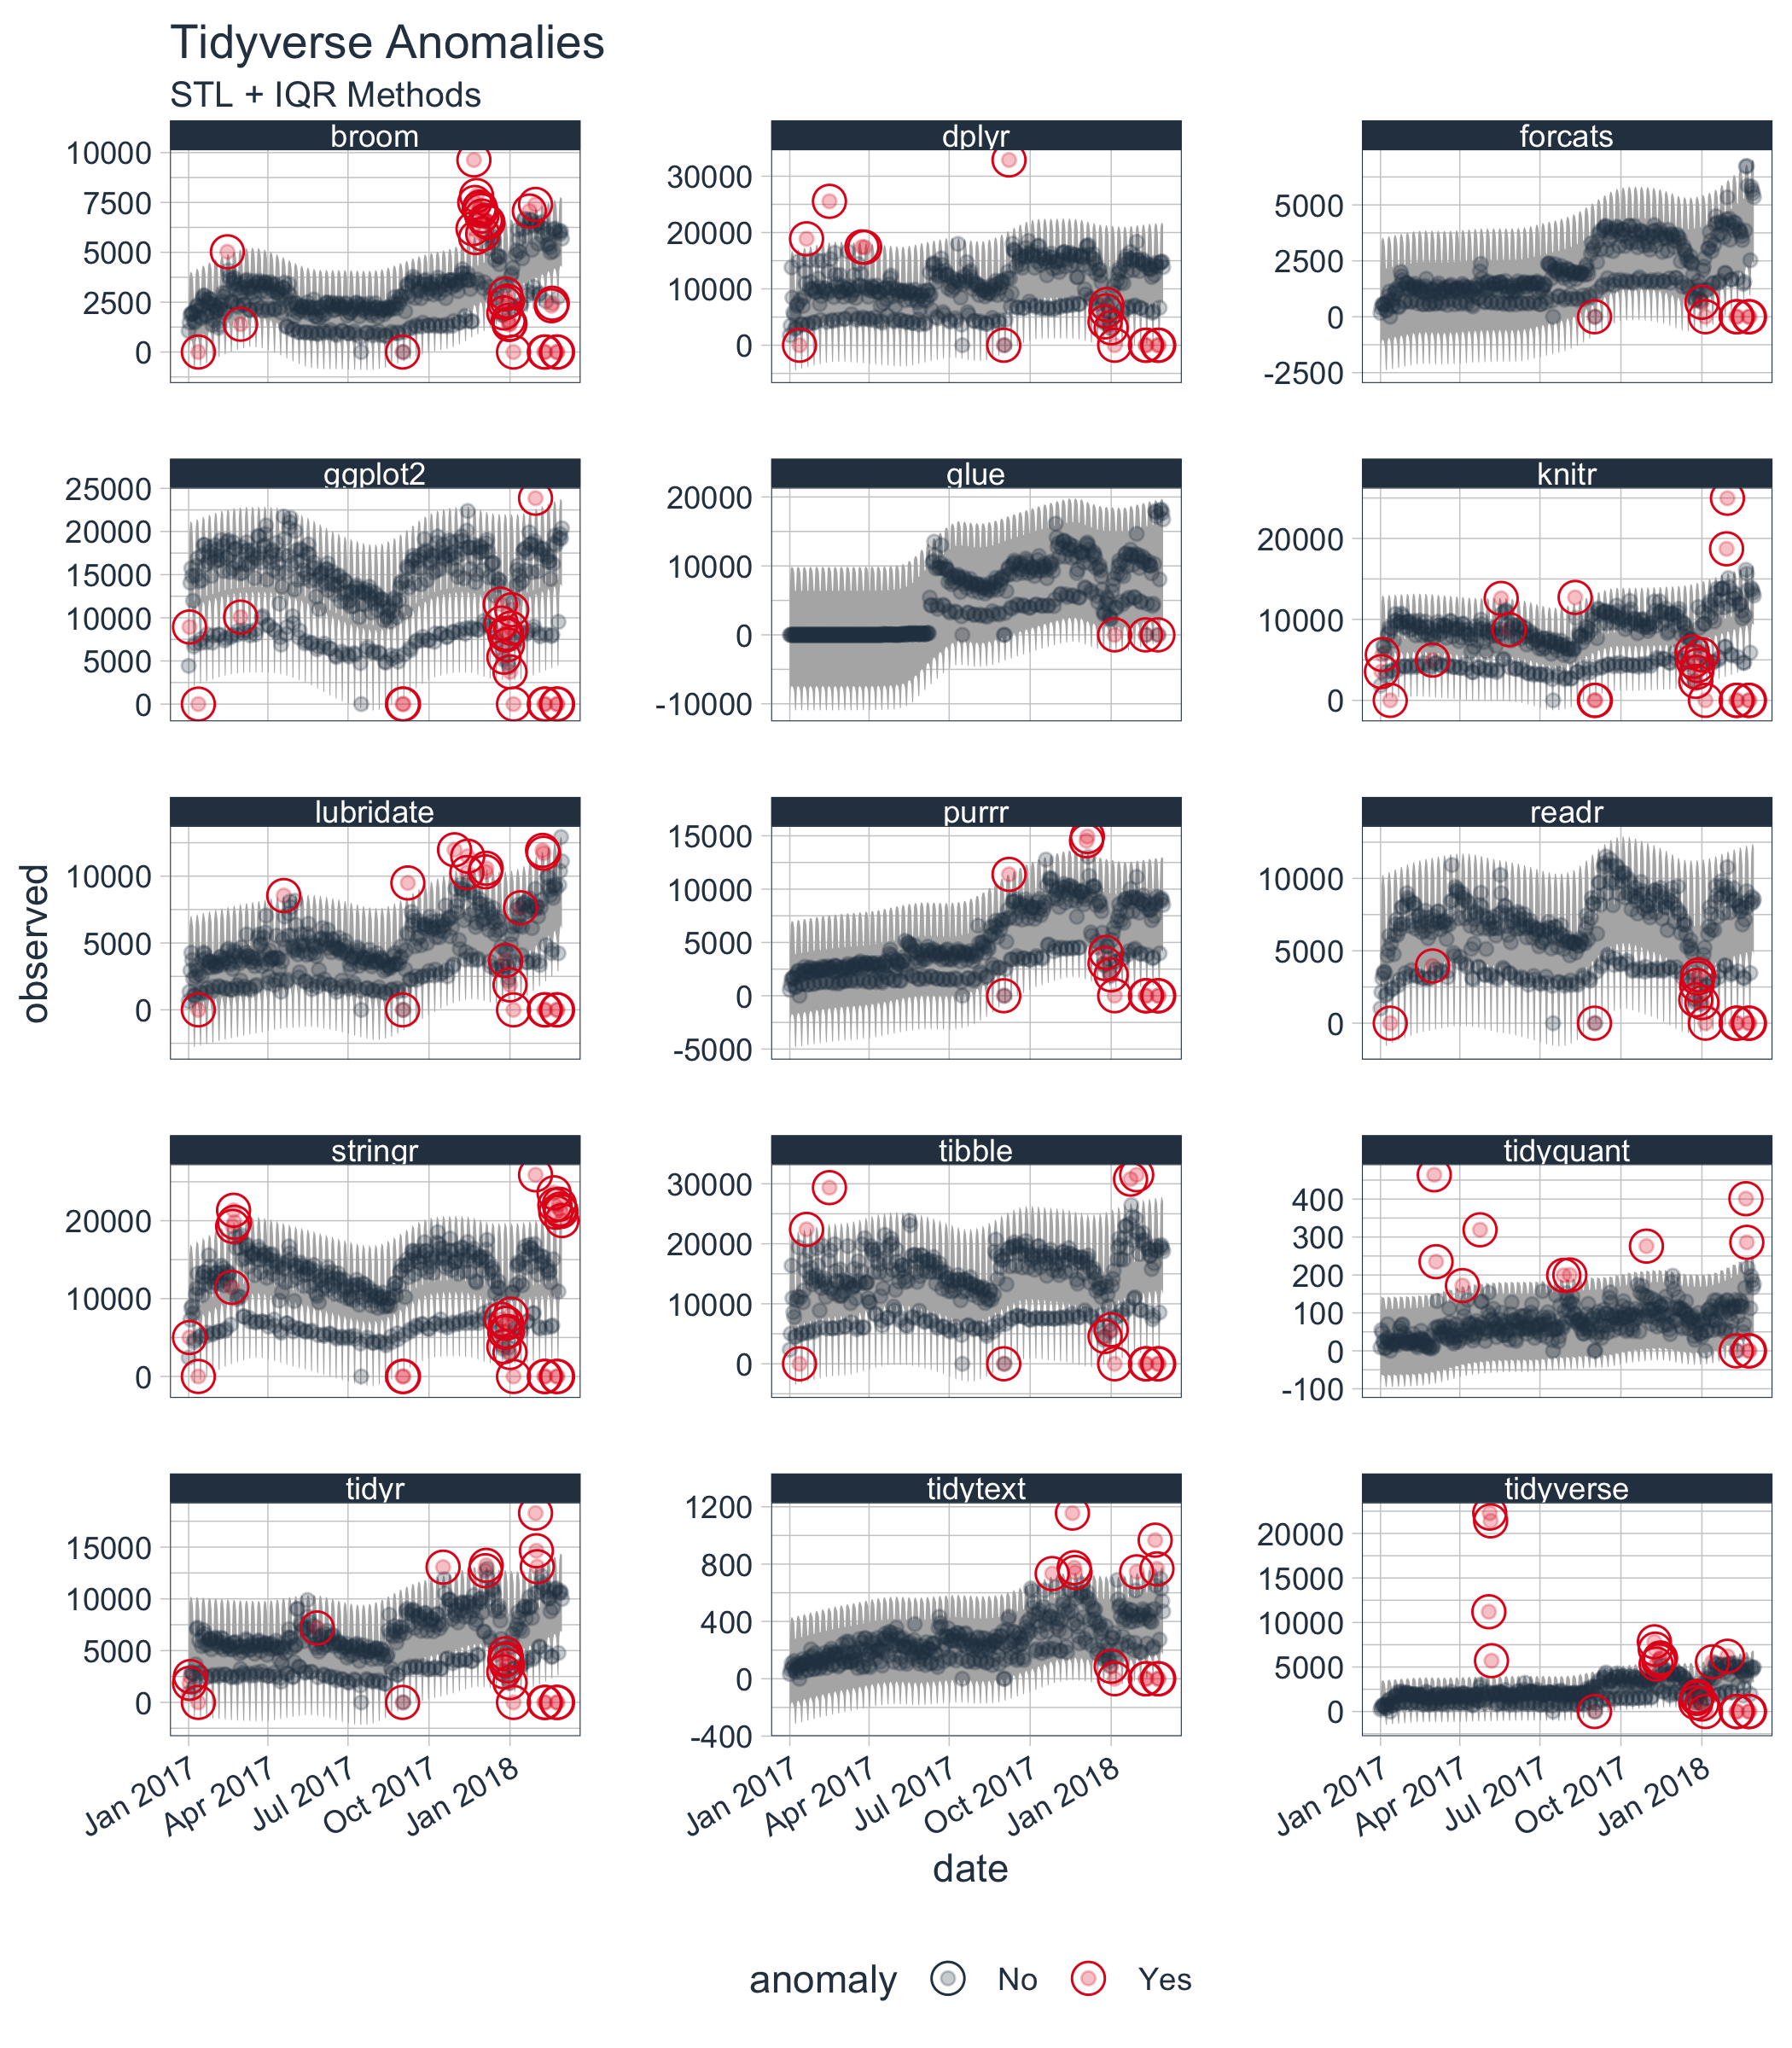 Tidyverse Anomalies
STL + IQR Methods
broom dplyr forcats
10000 7500 5000 2500 0
30000 20000 10000 0
5000 2500 0 -2500
ggplot2 glue knitr
25000 20000 15000 10000 5000 0
20000 10000 0 -10000
20000 10000 0
lubridate purrr readr
10000 5000 0
15000 10000 5000 0 -5000
10000 5000 0
observed
stringr tibble tidyquant
20000 10000 0
30000 20000 10000 0
400 300 200 100 0 -100
tidyr tidytext tidyverse
15000 10000 5000 0
1200 800 400 0 -400
20000 15000 10000 5000 0
Jan 2017 Apr 2017 Jul 2017 Oct 2017 Jan 2018
Jan 2017 Apr 2017 Jul 2017 Oct 2017 Jan 2018
Jan 2017 Apr 2017 Jul 2017 Oct 2017 Jan 2018
date
anomaly No Yes